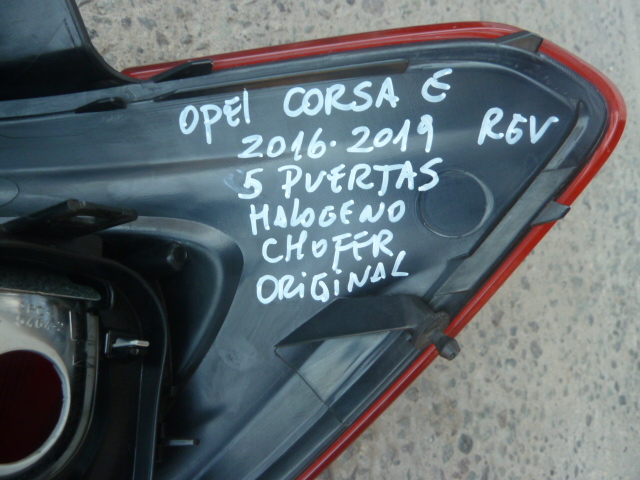 OPEl CORSA E
2016-2019 REV
5 PUERTAS
HALOGENO
CHOFER
ORIGINAL